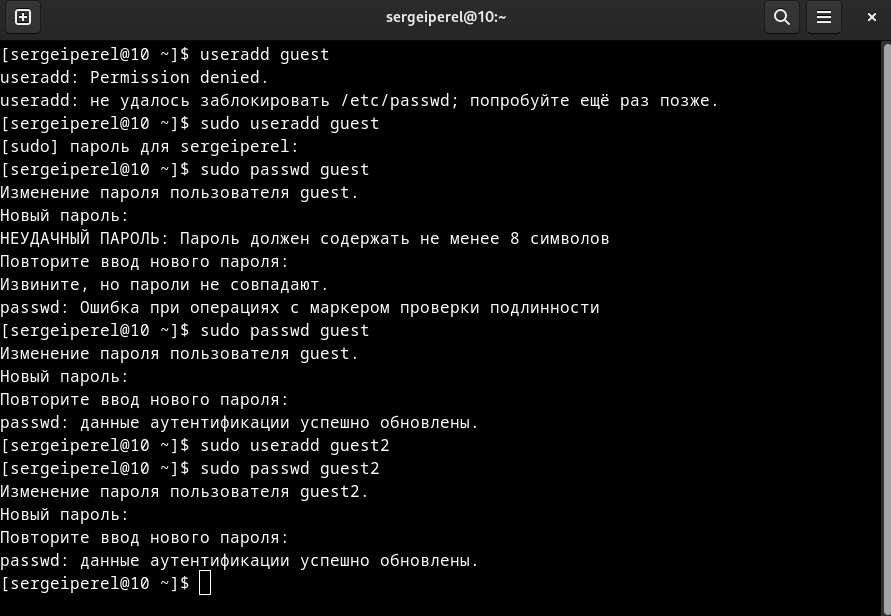 sergeiperel@10:~
[sergeiperel@10 ~]$ useradd guest
useradd: Permission denied.
useradd: не удалось заблокировать /etc/passwd; попробуйте ещё раз позже.
[sergeiperel@10 ~]$ sudo useradd guest
[sudo] пароль для sergeiperel:
[sergeiperel@10 ~]$ sudo passwd guest
Изменение пароля пользователя guest.
Новый пароль:
НЕУДАЧНЫЙ ПАРОЛЬ: Пароль должен содержать не менее 8 символов
Повторите ввод нового пароля:
Извините, но пароли не совпадают.
passwd: Ошибка при операциях с маркером проверки подлинности
[sergeiperel@10 ~]$ sudo passwd guest
Изменение пароля пользователя guest.
Новый пароль:
Повторите ввод нового пароля:
passwd: данные аутентификации успешно обновлены.
[sergeiperel@10 ~]$ sudo useradd guest2
[sergeiperel@10 ~]$ sudo passwd guest2
Изменение пароля пользователя guest2.
Новый пароль:
Повторите ввод нового пароля:
passwd: данные аутентификации успешно обновлены.
[sergeiperel@10 ~]$